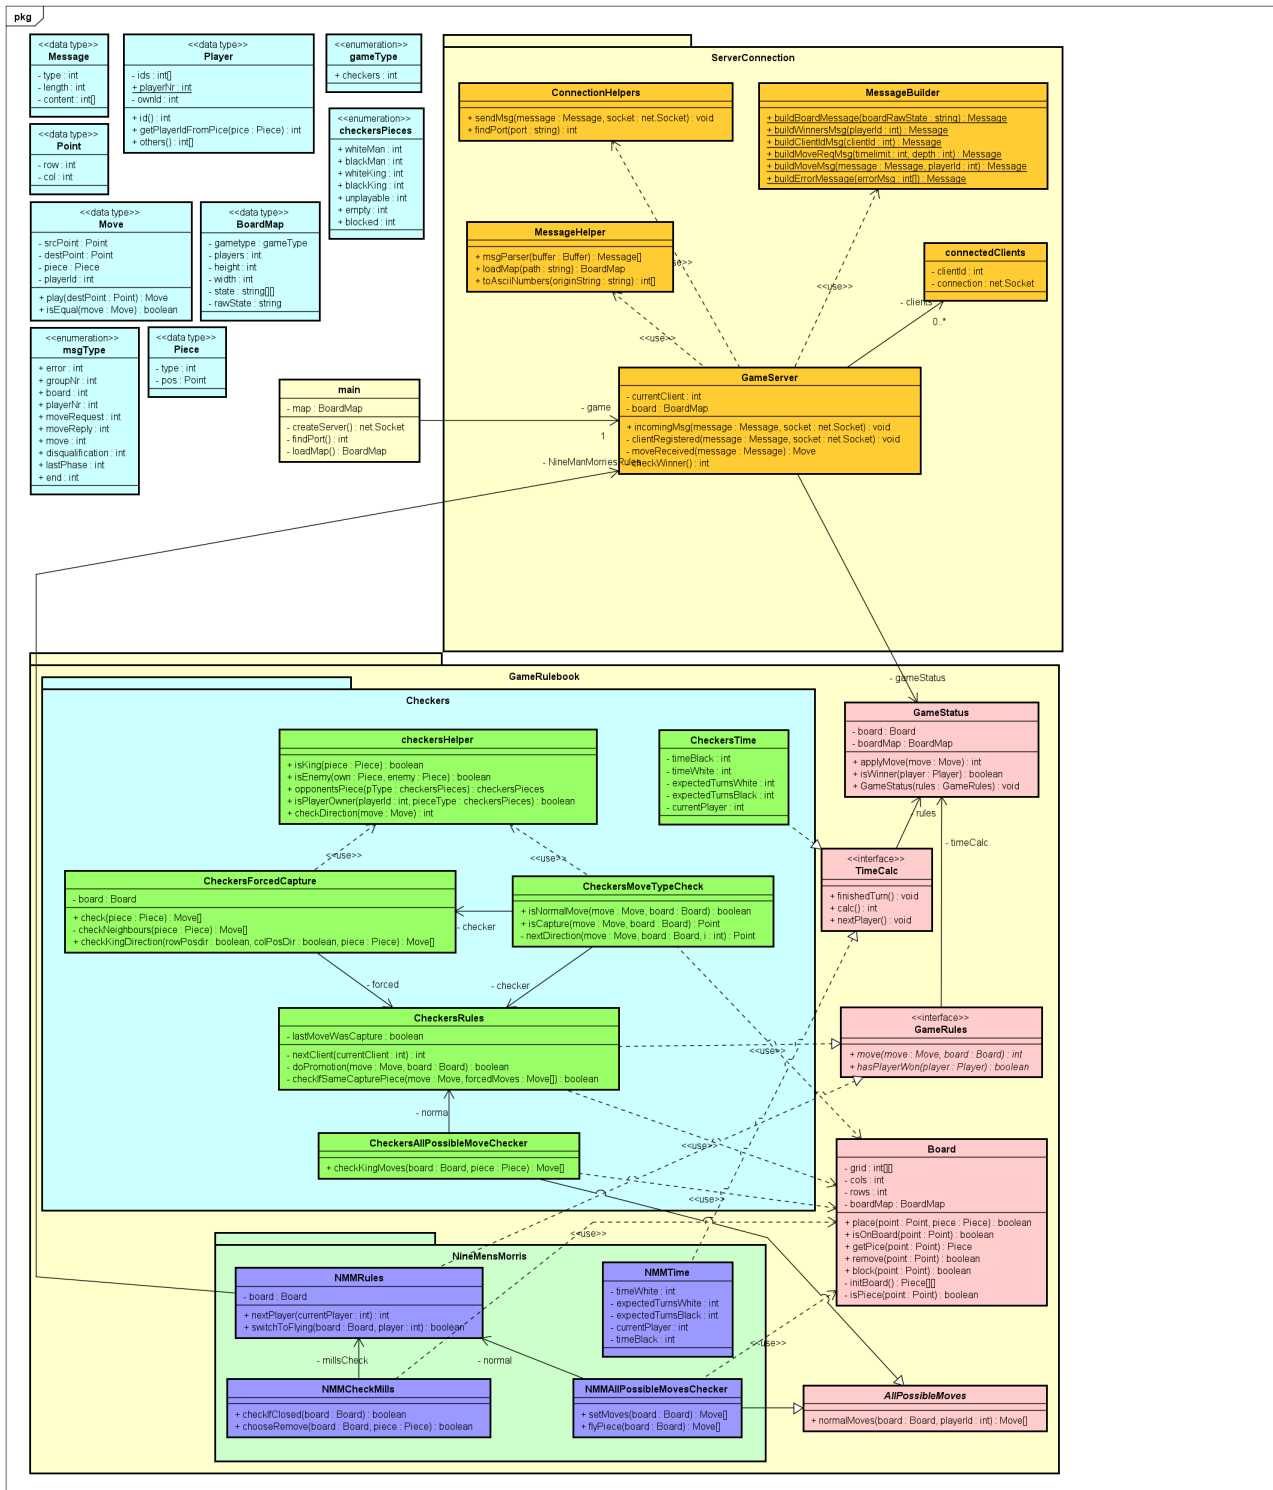 pkg
<<data type>>
Message
- type : int
- length : int
- content : int[]
<<data type>>
Player
- ids : int[]
+ playerNr : int
- ownId : int
+ id() : int
+ getPlayerIdFromPice(pice : Piece) : int
+ others() : int[]
<<enumeration>>
gameType
+ checkers : int
<<data type>>
Point
- row : int
- col : int
<<enumeration>>
checkersPieces
+ whiteMan : int
+ blackMan : int
+ whiteKing : int
+ blackKing : int
+ unplayable : int
+ empty : int
+ blocked : int
<<data type>>
Move
- srcPoint : Point
- destPoint : Point
- piece : Piece
- playerId : int
+ play(destPoint : Point) : Move
+ isEqual(move : Move) : boolean
<<data type>>
BoardMap
- gametype : gameType
- players : int
- height : int
- width : int
- state : string[][]
- rawState : string
<<enumeration>>
msgType
+ error : int
+ groupNr : int
+ board : int
+ playerNr : int
+ moveRequest : int
+ moveReply : int
+ move : int
+ disqualification : int
+ lastPhase : int
+ end : int
<<data type>>
Piece
- type : int
- pos : Point
main
- map : BoardMap
- createServer() : net.Socket
- findPort() : int
- loadMap() : BoardMap
ServerConnection
ConnectionHelpers
+ sendMsg(message : Message, socket : net.Socket) : void
+ findPort(port : string) : int
MessageBuilder
+ buildBoardMessage(boardRawState : string) : Message
+ buildWinnersMsg(playerId : int) : Message
+ buildClientIdMsg(clientId : int) : Message
+ buildMoveReqMsg(timelimit : int, depth : int) : Message
+ buildMoveMsg(message : Message, playerId : int) : Message
+ buildErrorMessage(errorMsg : int[]) : Message
MessageHelper
+ msgParser(buffer : Buffer) : Message[]
+ loadMap(path : string) : BoardMap
+ toAsciiNumbers(originString : string) : int[]
connectedClients
- clientId : int
- connection : net.Socket
<<use>>
- clients
0..*
<<use>>
GameServer
- currentClient : int
- board : BoardMap
+ incomingMsg(message : Message, socket : net.Socket) : void
- clientRegistered(message : Message, socket : net.Socket) : void
- moveReceived(message : Message) : Move
- checkWinner() : int
- game
1
- NineManMorriesRules
- gameStatus
GameRulebook
Checkers
checkersHelper
+ isKing(piece : Piece) : boolean
+ isEnemy(own : Piece, enemy : Piece) : boolean
+ opponentsPiece(pType : checkersPieces) : checkersPieces
+ isPlayerOwner(playerId : int, pieceType : checkersPieces) : boolean
+ checkDirection(move : Move) : int
CheckersTime
- timeBlack : int
- timeWhite : int
- expectedTurnsWhite : int
- expectedTurnsBlack : int
- currentPlayer : int
GameStatus
- board : Board
- boardMap : BoardMap
+ applyMove(move : Move) : int
+ isWinner(player : Player) : boolean
+ GameStatus(rules : GameRules) : void
- rules
- timeCalc
<<use>>
<<use>>
<<interface>>
TimeCalc
+ finishedTurn() : void
+ calc() : int
+ nextPlayer() : void
CheckersForcedCapture
- board : Board
+ check(piece : Piece) : Move[]
- checkNeighbours(piece : Piece) : Move[]
+ checkKingDirection(rowPosdir : boolean, colPosDir : boolean, piece : Piece) : Move[]
CheckersMoveTypeCheck
+ isNormalMove(move : Move, board : Board) : boolean
+ isCapture(move : Move, board : Board) : Point
- nextDirection(move : Move, board : Board, i : int) : Point
- checker
- forced
- checker
CheckersRules
- lastMoveWasCapture : boolean
- nextClient(currentClient : int) : int
- doPromotion(move : Move, board : Board) : boolean
- checkIfSameCapturePiece(move : Move, forcedMoves : Move[]) : boolean
<<interface>>
GameRules
+ move(move : Move, board : Board) : int
+ hasPlayerWon(player : Player) : boolean
<<use>>
- norma
<<use>>
CheckersAllPossibleMoveChecker
+ checkKingMoves(board : Board, piece : Piece) : Move[]
<<use>>
<<use>>
Board
- grid : int[][]
- cols : int
- rows : int
- boardMap : BoardMap
+ place(point : Point, piece : Piece) : boolean
+ isOnBoard(point : Point) : boolean
+ getPice(point : Point) : Piece
+ remove(point : Point) : boolean
+ block(point : Point) : boolean
- initBoard() : Piece[][]
- isPiece(point : Point) : boolean
NineMensMorris
NMMRules
- board : Board
+ nextPlayer(currentPlayer : int) : int
+ switchToFlying(board : Board, player : int) : boolean
NMMTime
- timeWhite : int
- expectedTurnsWhite : int
- expectedTurnsBlack : int
- currentPlayer : int
- timeBlack : int
<<use>>
- millsCheck
- normal
NMMCheckMills
+ checkIfClosed(board : Board) : boolean
+ chooseRemove(board : Board, piece : Piece) : boolean
NMMAllPossibleMovesChecker
+ setMoves(board : Board) : Move[]
+ flyPiece(board : Board) : Move[]
AllPossibleMoves
+ normalMoves(board : Board, playerId : int) : Move[]